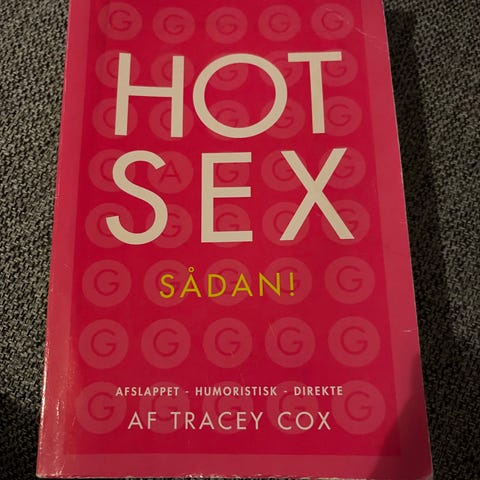 HOT
SEX
SÅDAN!
AFSLAPPET - HUMORISTISK - DIREKTE
AF TRACEY COX